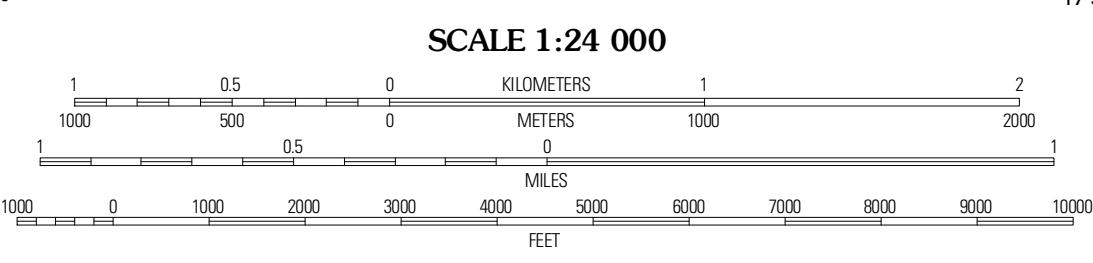 SCALE 1:24 000
1 0.5 0 KILOMETERS 1 2
1000 500 0 METERS 1000 2000
1 0.5 0 1
MILES
1000 0 1000 2000 3000 4000 5000 6000 7000 8000 9000 10000
FEET